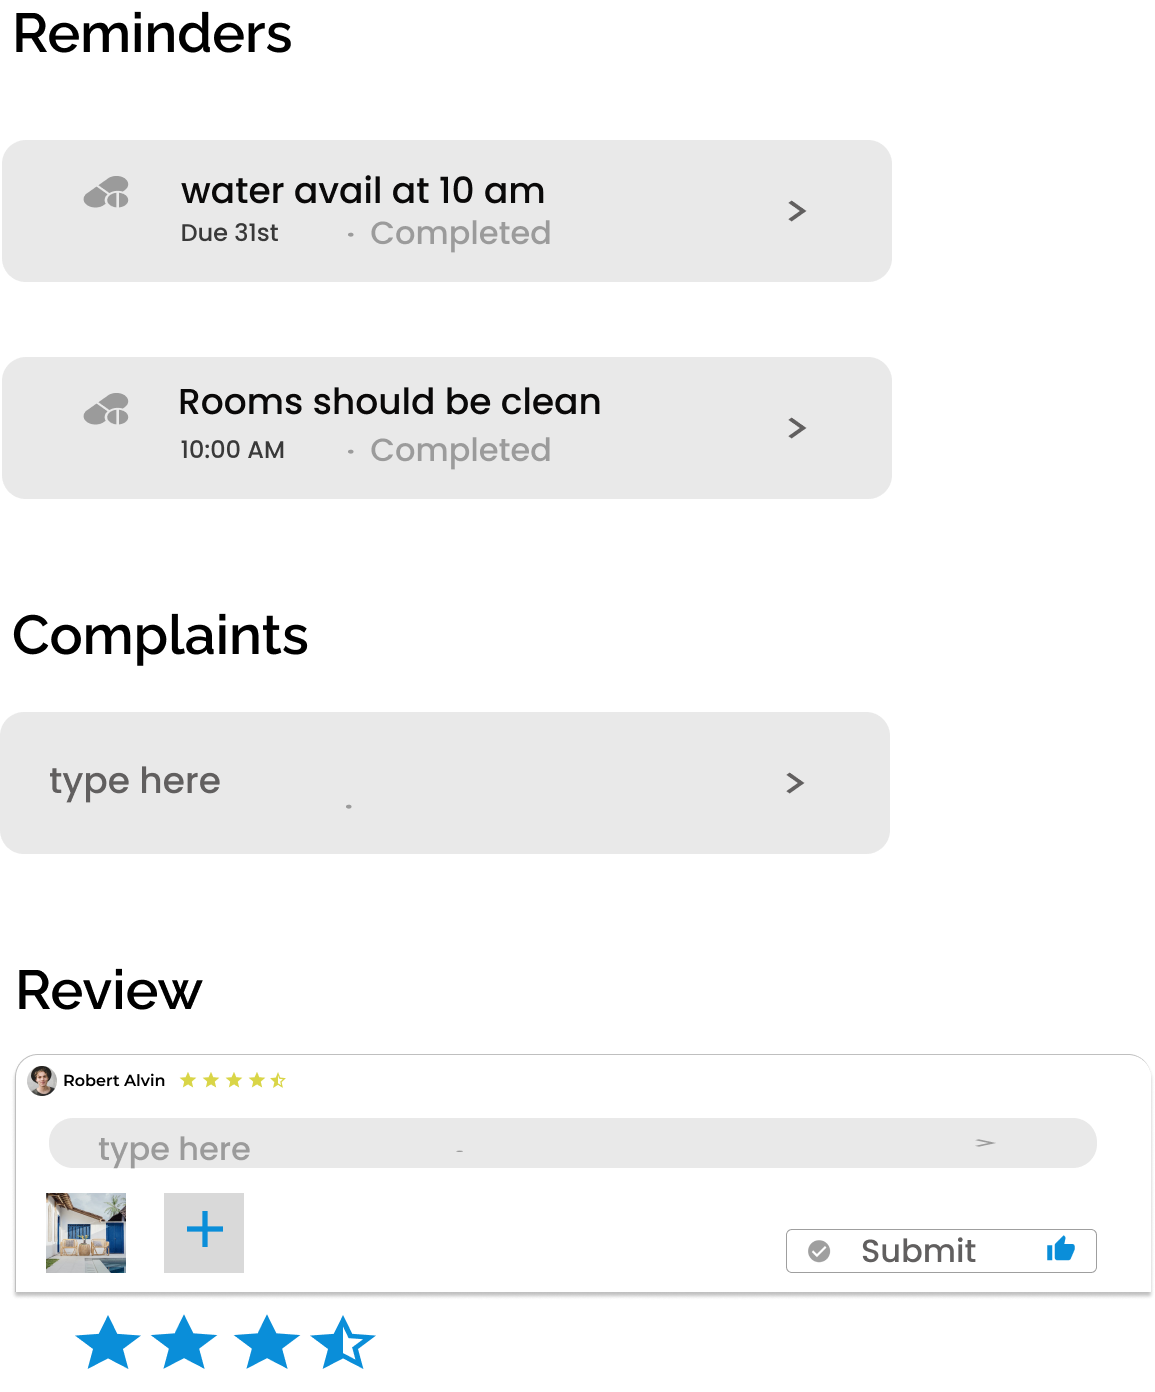 Reminders
water avail at 10 am
Due 31st · Completed
Rooms should be clean
10:00 AM · Completed
Complaints
type here
Review
Robert Alvin
type here
Submit